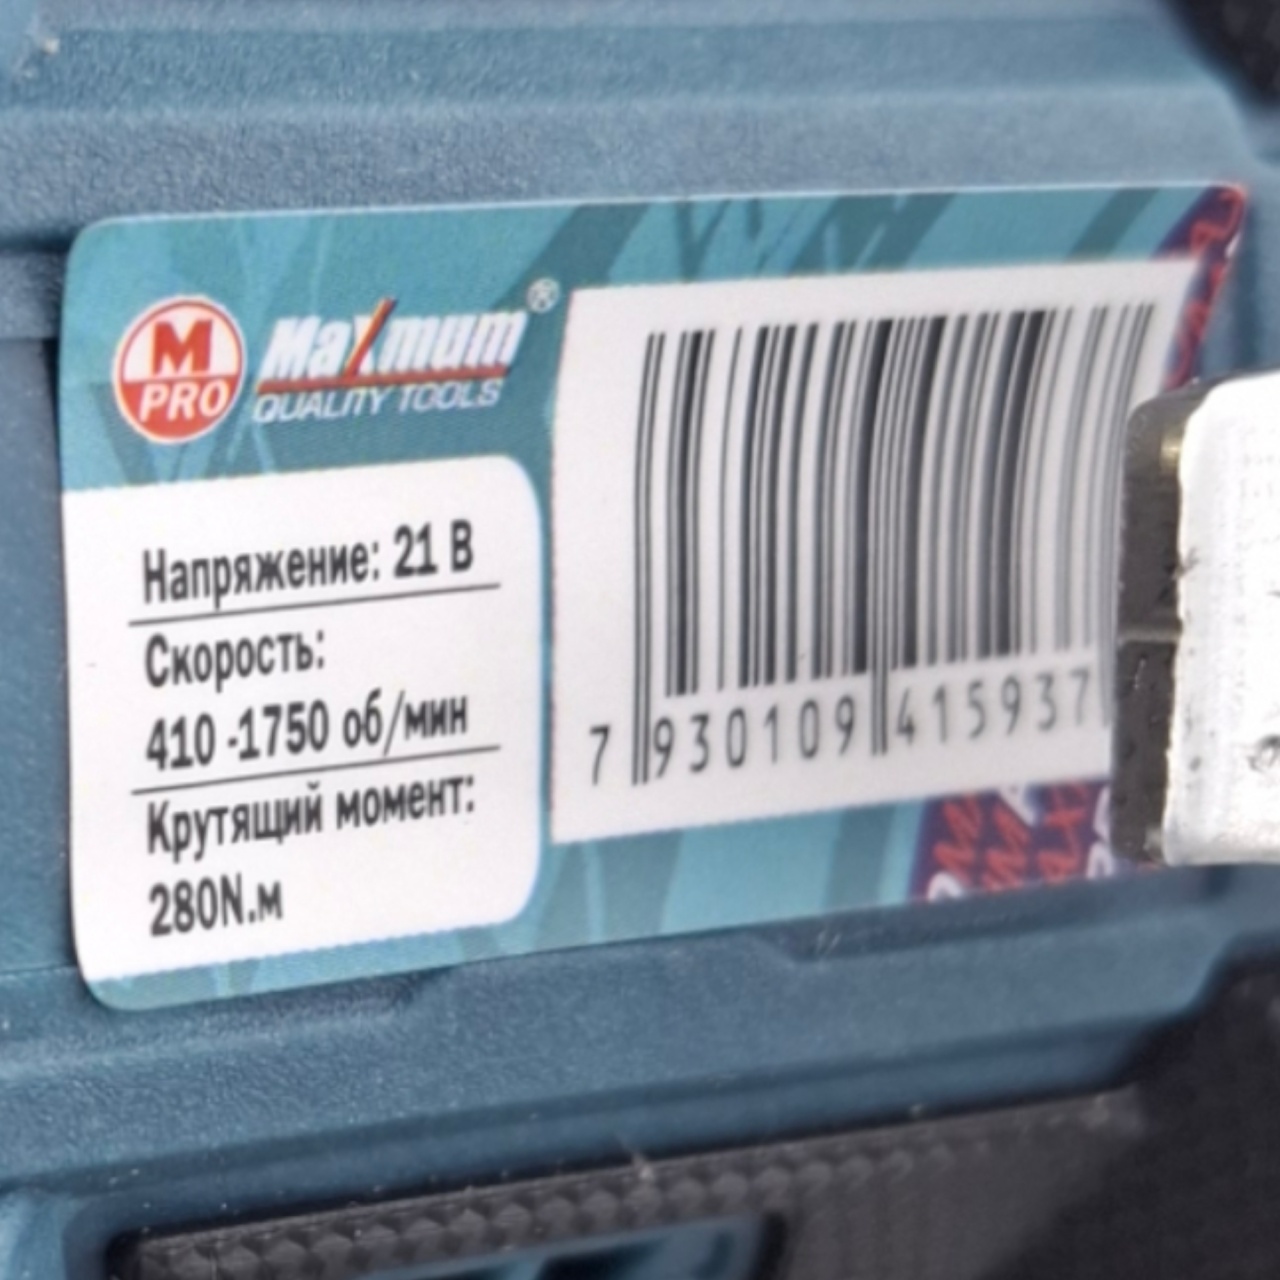 M
PRO
MaXmum®
QUALITY TOOLS
Напряжение: 21 В
Скорость:
410 -1750 об/мин
Крутящий момент:
280N.м
7 930109 415937